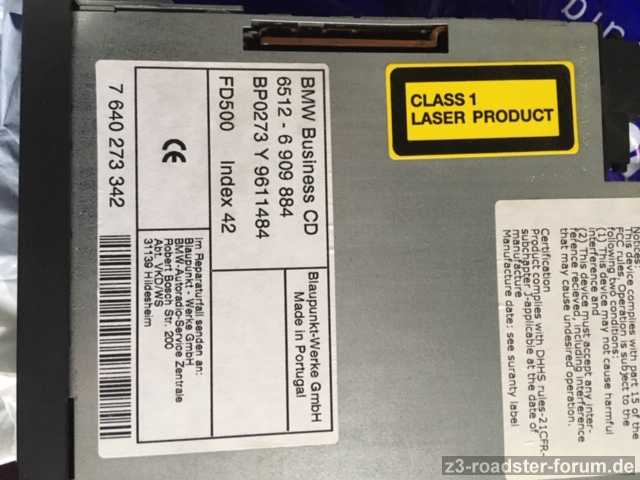 BMW Business CD
6512 - 6 909 884
BP0273 Y 9611484
FD500 Index 42
Blaupunkt-Werke GmbH
Made in Portugal
CE
Im Reparaturfall senden an:
Blaupunkt - Werke GmbH
BMW-Autoradio-Service Zentrale
Robert Bosch Str. 200
Abt. VKD/WS
31139 Hildesheim
7 640 273 342
CLASS 1
LASER PRODUCT
This device complies with part 15 of the
FCC rules. Operation is subject to the
following two conditions:
(1) This device may not cause harmful
interference and
(2) This device must accept any inter-
ference recieved, including interference
that may cause undesired operation.
Certification
Product complies with DHHS rules-21CFR-
subchapter J-applicable at the date of
manufacture
Manufacture date: see suranty label
z3-roadster-forum.de